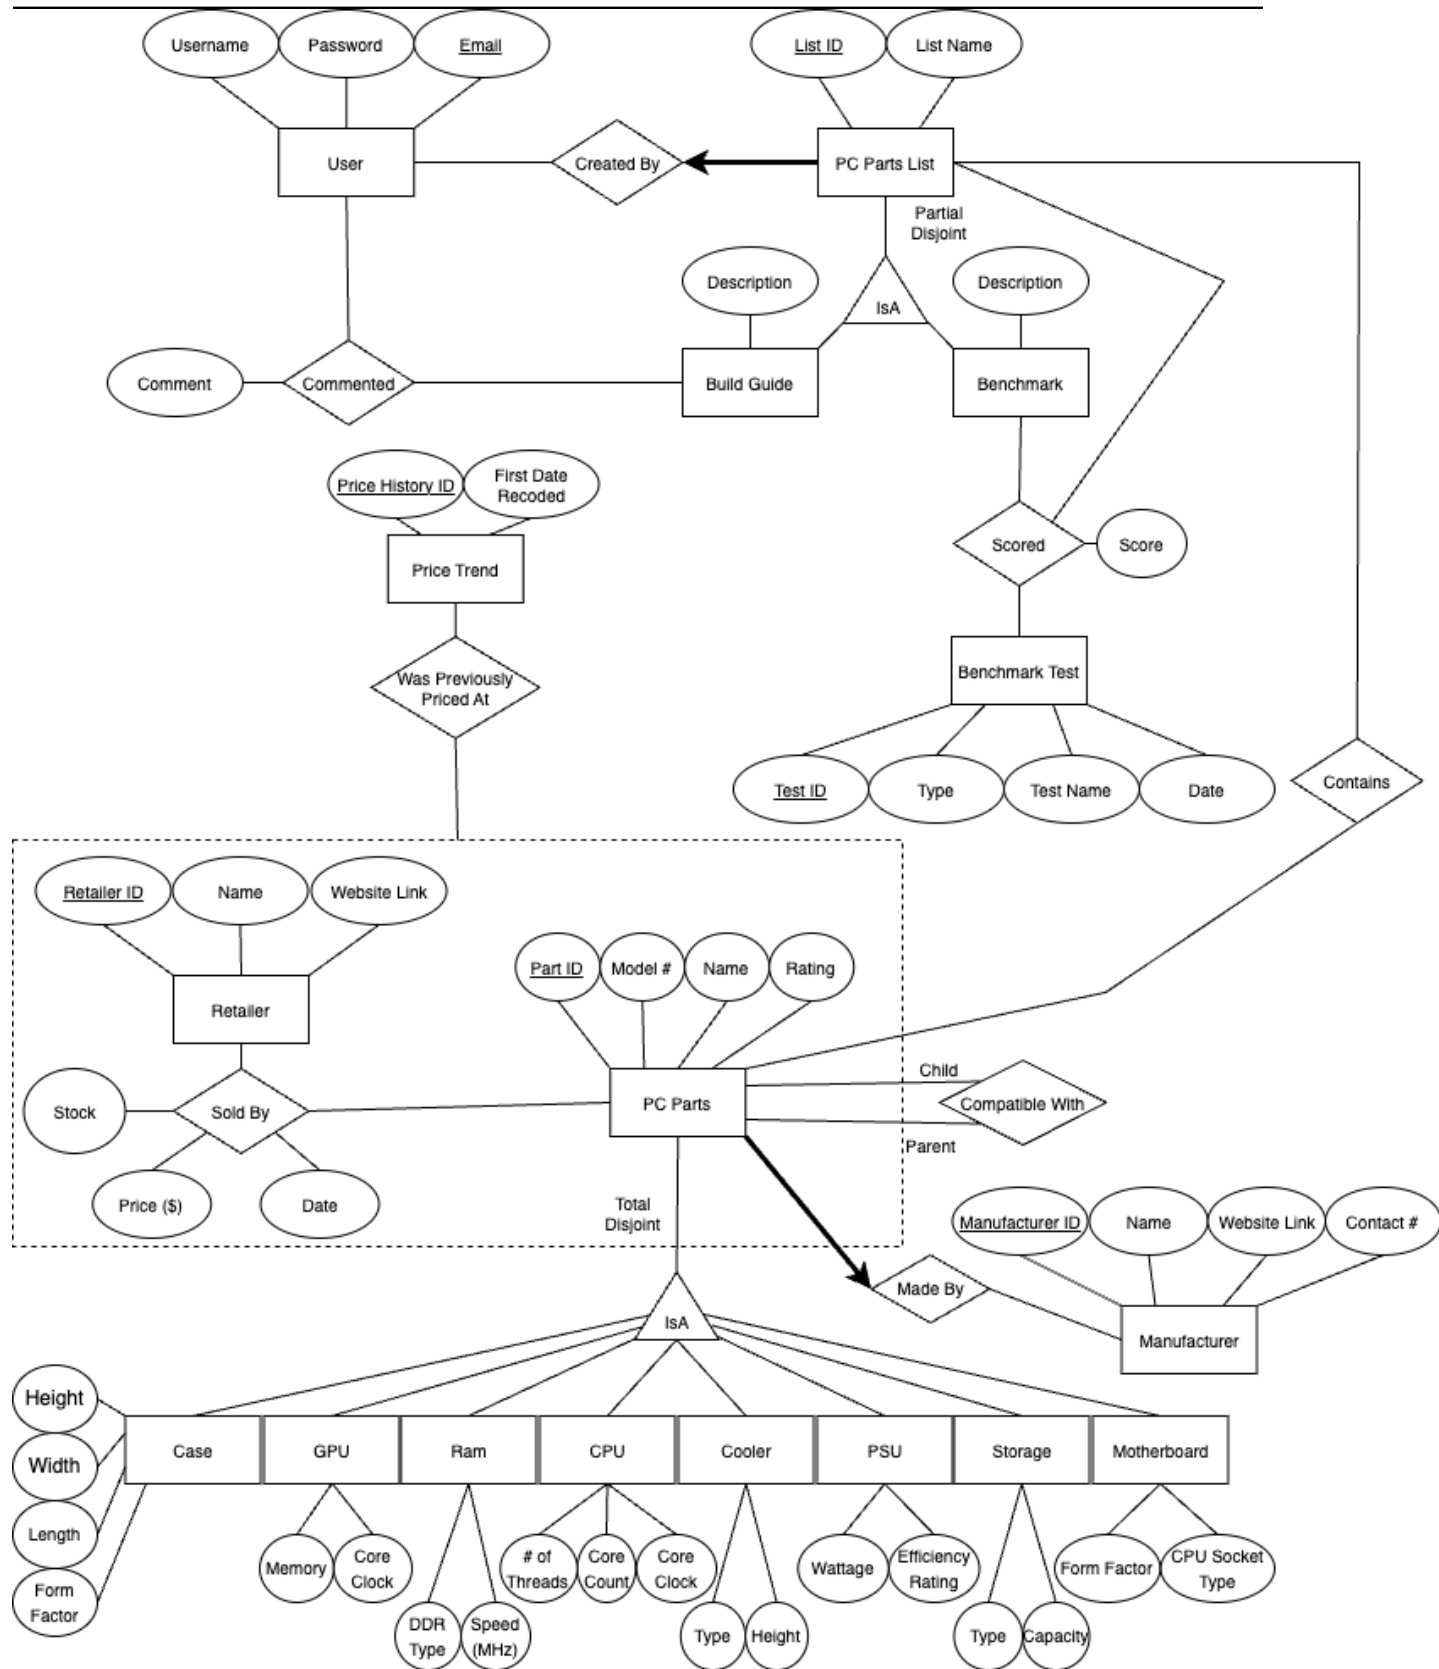 Username
Password
Email
List ID
List Name
User
Created By
PC Parts List
Partial
Disjoint
Description
IsA
Description
Comment
Commented
Build Guide
Benchmark
Price History ID
First Date
Recoded
Price Trend
Scored
Score
Was Previously
Priced At
Benchmark Test
Test ID
Type
Test Name
Date
Contains
Retailer ID
Name
Website Link
Part ID
Model #
Name
Rating
Retailer
Stock
Sold By
PC Parts
Child
Compatible With
Parent
Price ($)
Date
Total
Disjoint
Manufacturer ID
Name
Website Link
Contact #
Made By
IsA
Manufacturer
Height
Width
Length
Form
Factor
Case
GPU
Ram
CPU
Cooler
PSU
Storage
Motherboard
Memory
Core
Clock
DDR
Type
Speed
(MHz)
# of
Threads
Core
Count
Core
Clock
Type
Height
Wattage
Efficiency
Rating
Type
Capacity
Form Factor
CPU Socket
Type